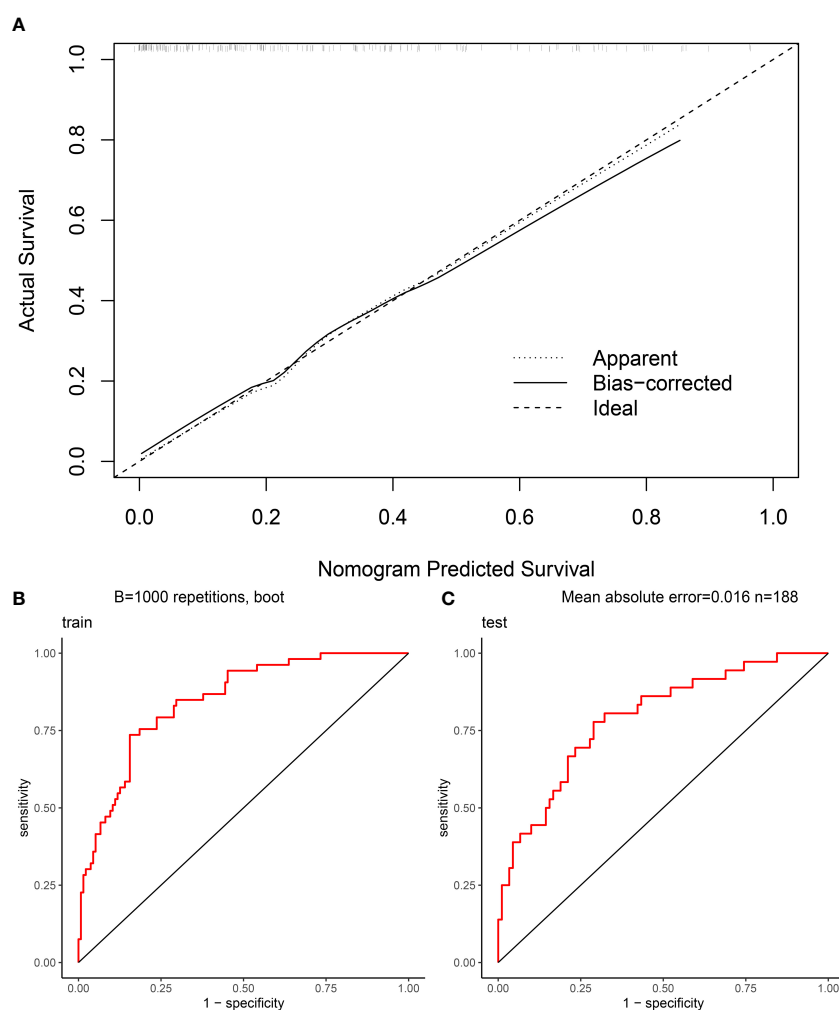 A
Actual Survival
1.0
0.8
0.6
0.4
0.2
0.0
Apparent
Bias−corrected
Ideal
0.0 0.2 0.4 0.6 0.8 1.0
Nomogram Predicted Survival
B
B=1000 repetitions, boot
train
sensitivity
1.00
0.75
0.50
0.25
0.00
0.00 0.25 0.50 0.75 1.00
1 − specificity
C
Mean absolute error=0.016 n=188
test
sensitivity
1.00
0.75
0.50
0.25
0.00
0.00 0.25 0.50 0.75 1.00
1 − specificity